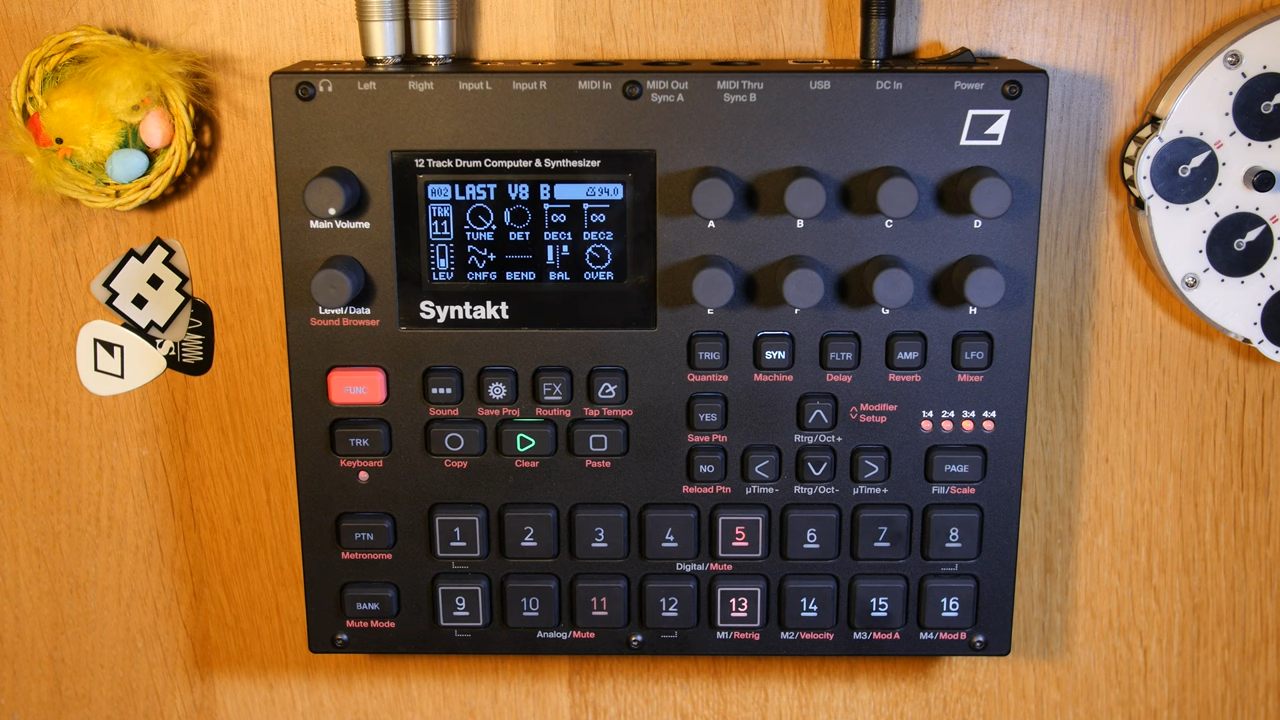 Left Right Input L Input R MIDI In MIDI Out MIDI Thru USB DC In Power
Sync A Sync B
12 Track Drum Computer & Synthesizer
A02 LAST V8 B 94.0
TRK
11
TUNE DET DEC1 DEC2
LEV CNFG BEND BAL OVER
Syntakt
Main Volume
A B C D
Level/Data
Sound Browser
E F G H
TRIG SYN FLTR AMP LFO
Quantize Machine Delay Reverb Mixer
FUNC
FX
Sound Save Proj Routing Tap Tempo
YES
Save Ptn
Rtrg/Oct+
Modifier
Setup
1:4 2:4 3:4 4:4
TRK
Keyboard
Copy Clear Paste
NO
PAGE
Reload Ptn µTime- Rtrg/Oct- µTime+ Fill/Scale
PTN
Metronome
1 2 3 4 5 6 7 8
Digital/Mute
BANK
Mute Mode
9 10 11 12 13 14 15 16
Analog/Mute M1/Retrig M2/Velocity M3/Mod A M4/Mod B